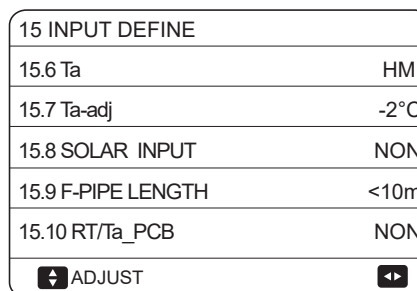 15 INPUT DEFINE
15.6 Ta HM
15.7 Ta-adj -2°C
15.8 SOLAR INPUT NON
15.9 F-PIPE LENGTH <10m
15.10 RT/Ta_PCB NON
ADJUST